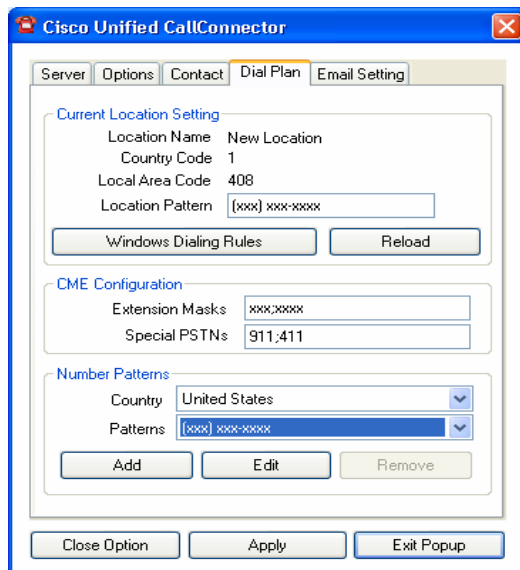 Cisco Unified CallConnector
Server Options Contact Dial Plan Email Setting
Current Location Setting
Location Name New Location
Country Code 1
Local Area Code 408
Location Pattern (xxx) xxx-xxxx
Windows Dialing Rules Reload
CME Configuration
Extension Masks xxx;xxxx
Special PSTNs 911;411
Number Patterns
Country United States
Patterns (xxx) xxx-xxxx
Add Edit Remove
Close Option Apply Exit Popup